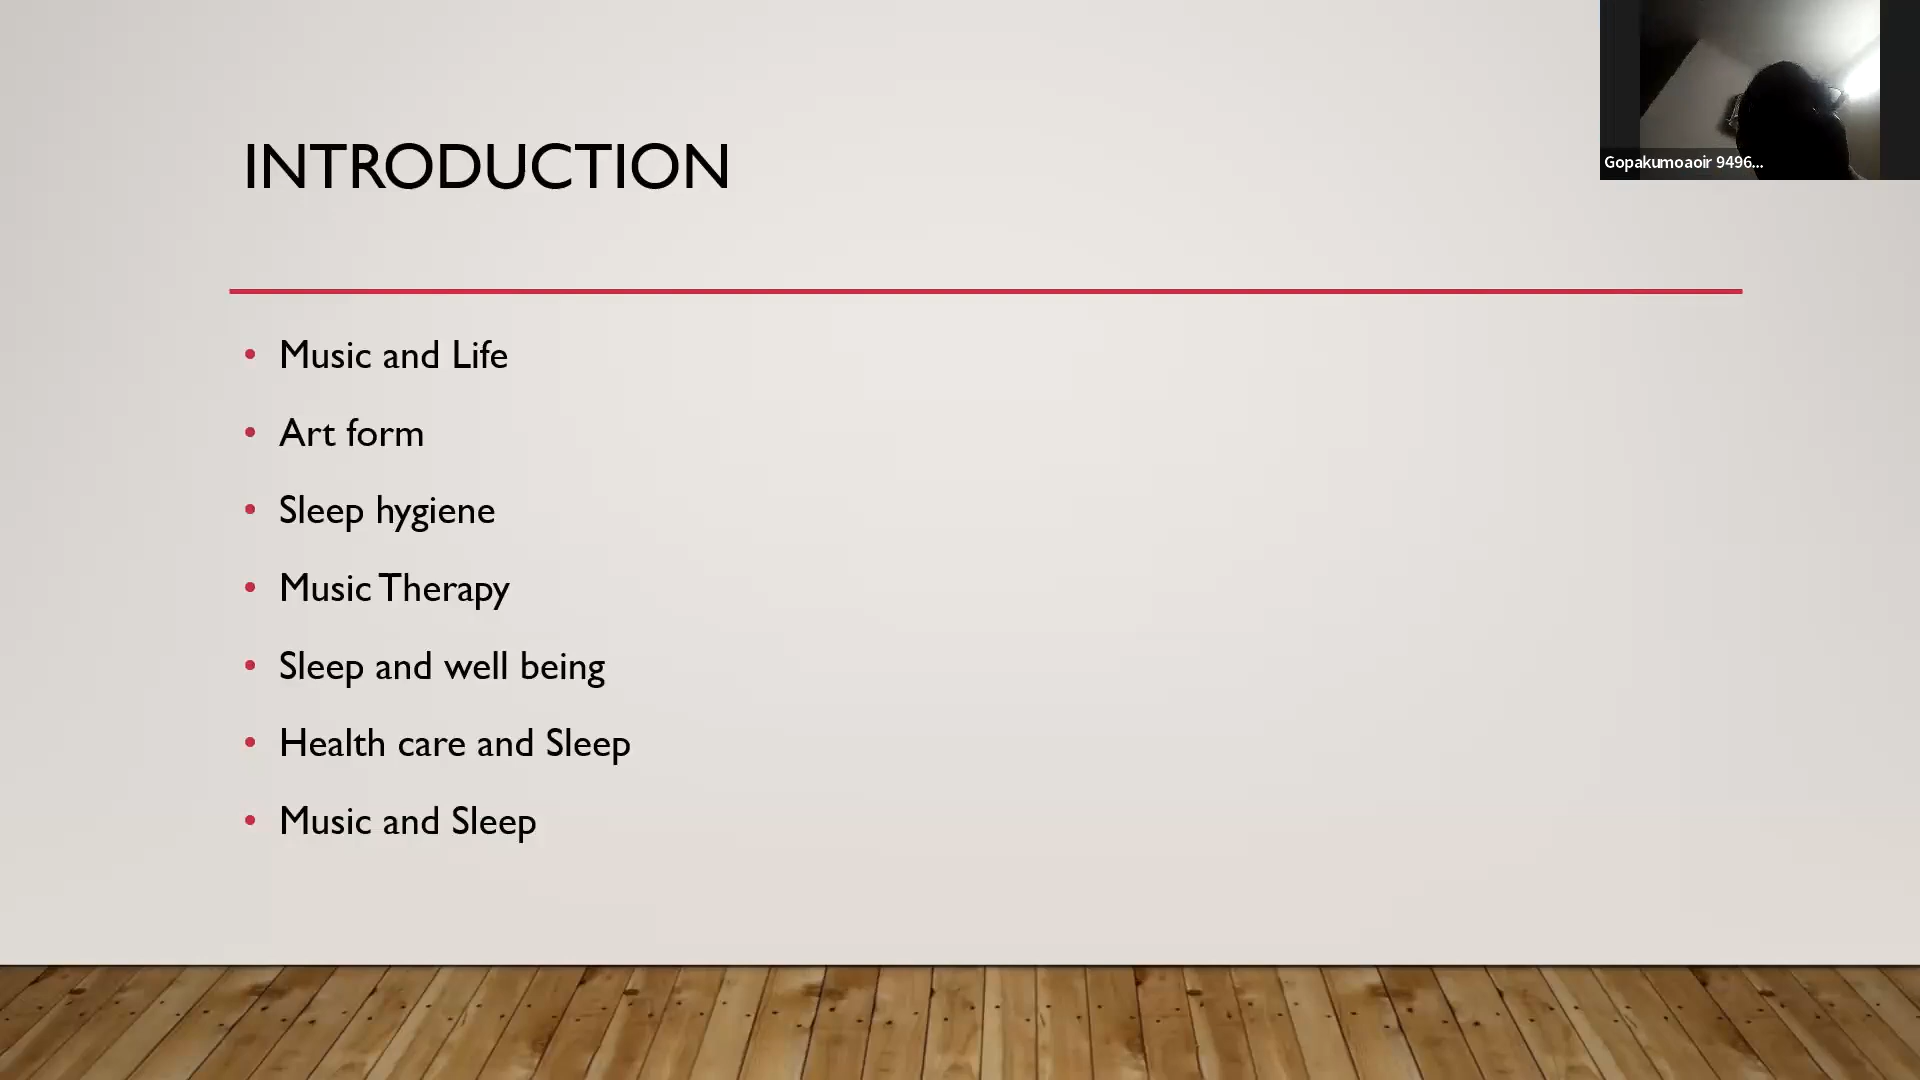 INTRODUCTION
• Music and Life
• Art form
• Sleep hygiene
• Music Therapy
• Sleep and well being
• Health care and Sleep
• Music and Sleep
Gopakumoaoir 9496...